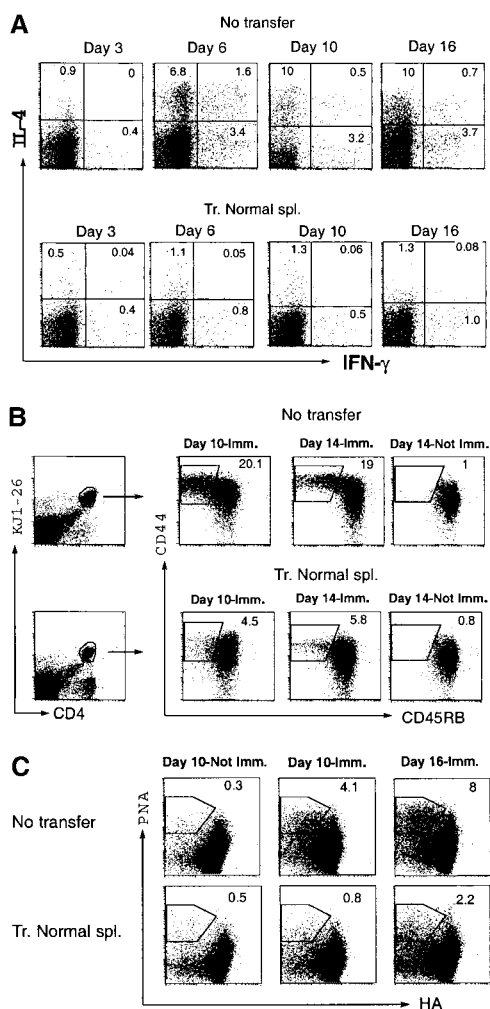 A
No transfer
Day 3 Day 6 Day 10 Day 16
0.9 0 6.8 1.6 10 0.5 10 0.7
0.4 3.4 3.2 3.7
IL-4
Tr. Normal spl.
Day 3 Day 6 Day 10 Day 16
0.5 0.04 1.1 0.05 1.3 0.06 1.3 0.08
0.4 0.8 0.5 1.0
IFN-γ
B
No transfer
Day 10-Imm. Day 14-Imm. Day 14-Not Imm.
20.1 19 1
KJ1-26
CD44
Tr. Normal spl.
Day 10-Imm. Day 14-Imm. Day 14-Not Imm.
4.5 5.8 0.8
CD4
CD45RB
C
Day 10-Not Imm. Day 10-Imm. Day 16-Imm.
0.3 4.1 8
No transfer
PNA
0.5 0.8 2.2
Tr. Normal spl.
HA